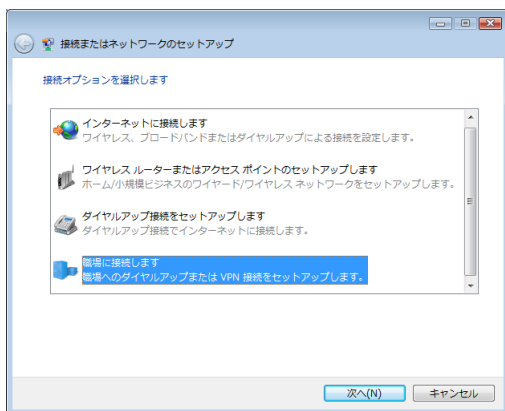 接続またはネットワークのセットアップ
接続オプションを選択します
インターネットに接続します
ワイヤレス、ブロードバンドまたはダイヤルアップによる接続を設定します。
ワイヤレス ルーターまたはアクセス ポイントのセットアップします
ホーム/小規模ビジネスのワイヤード/ワイヤレス ネットワークをセットアップします。
ダイヤルアップ接続をセットアップします
ダイヤルアップ接続でインターネットに接続します。
職場に接続します
職場へのダイヤルアップまたは VPN 接続をセットアップします。
次へ(N)
キャンセル